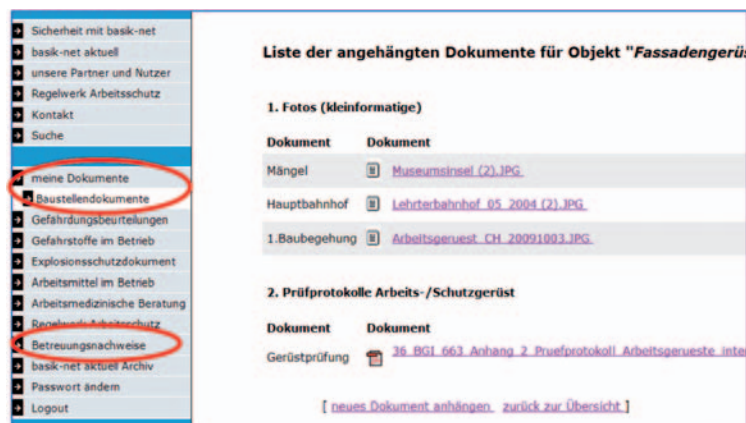 Sicherheit mit basik-net
basik-net aktuell
unsere Partner und Nutzer
Regelwerk Arbeitsschutz
Kontakt
Suche
meine Dokumente
Baustellendokumente
Gefährdungsbeurteilungen
Gefahrstoffe im Betrieb
Explosionsschutzdokument
Arbeitsmittel im Betrieb
Arbeitsmedizinische Beratung
Regelwerk Arbeitsschutz
Betreuungsnachweise
basik-net aktuell Archiv
Passwort ändern
Logout
Liste der angehängten Dokumente für Objekt "Fassadengerüs
1. Fotos (kleinformatige)
Dokument Dokument
Mängel Museumsinsel (2).JPG
Hauptbahnhof Lehrterbahnhof_05_2004 (2).JPG
1.Baubegehung Arbeitsgeruest_CH_20091003.JPG
2. Prüfprotokolle Arbeits-/Schutzgerüst
Dokument Dokument
Gerüstprüfung 36_BGI_663_Anhang_2_Pruefprotokoll_Arbeitsgerueste_inte
[ neues Dokument anhängen zurück zur Übersicht ]